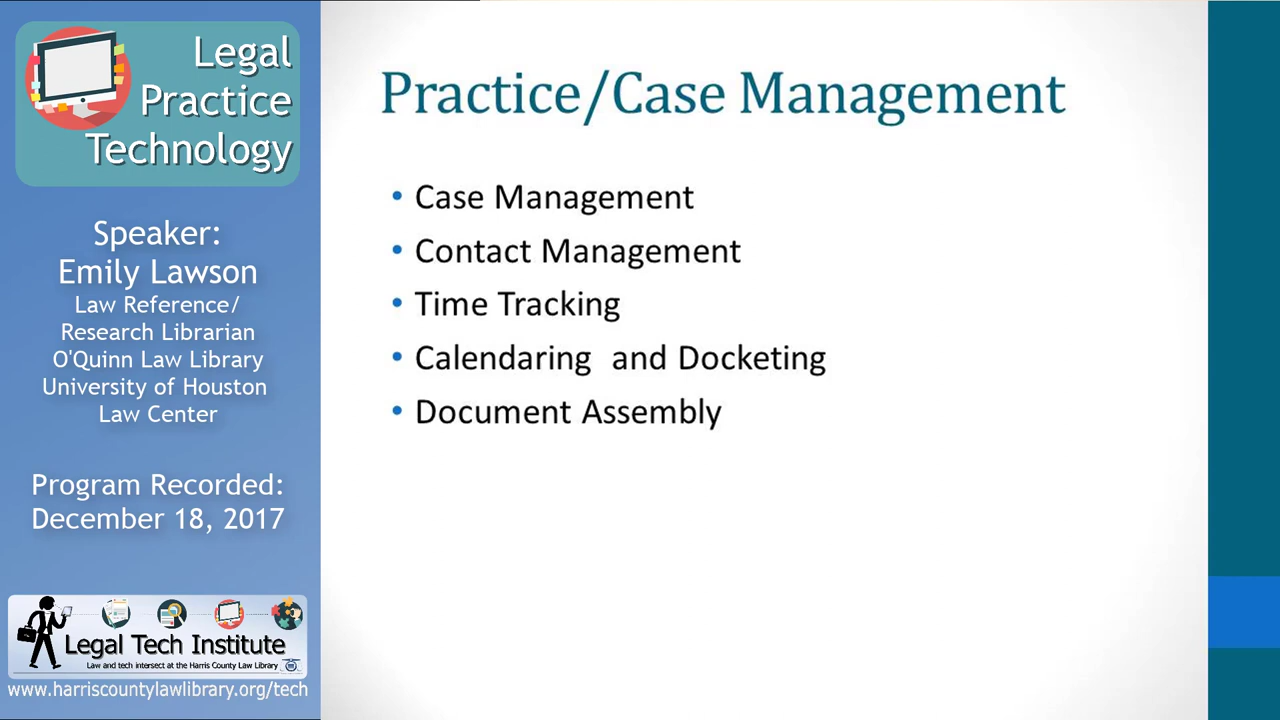 Legal
Practice
Technology
Speaker:
Emily Lawson
Law Reference/
Research Librarian
O'Quinn Law Library
University of Houston
Law Center
Program Recorded:
December 18, 2017
Legal Tech Institute
Law and tech intersect at the Harris County Law Library
www.harriscountylawlibrary.org/tech
Practice/Case Management
• Case Management
• Contact Management
• Time Tracking
• Calendaring  and Docketing
• Document Assembly